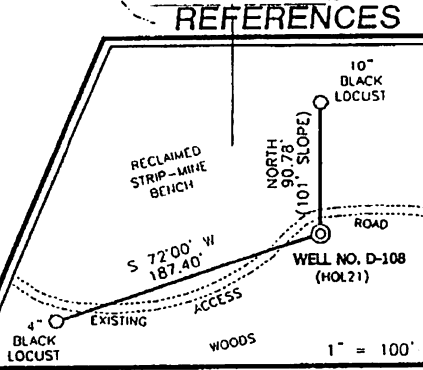 REFERENCES
10"
BLACK
LOCUST
RECLAIMED
STRIP-MINE
BENCH
NORTH
90.78'
(101' SLOPE)
ROAD
S 72°00' W
187.40'
WELL NO. D-108
(HOL21)
ACCESS
EXISTING
4"
BLACK
LOCUST
WOODS
1" = 100'